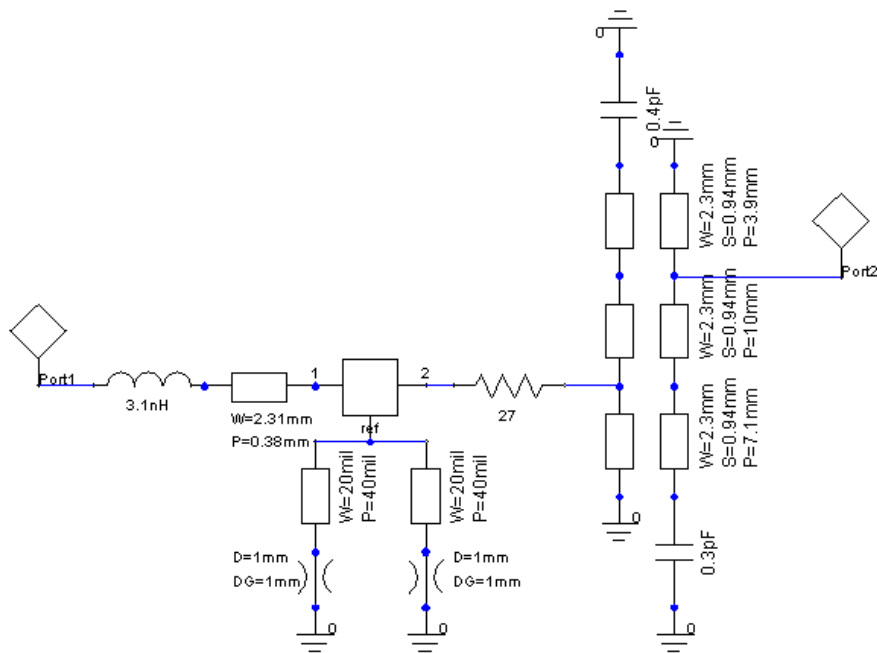 0
0.4pF
0
W=2.3mm
S=0.94mm
P=3.9mm
Port2
W=2.3mm
S=0.94mm
P=10mm
Port1
3.1nH
1
2
27
W=2.31mm
P=0.38mm
ref
W=2.3mm
S=0.94mm
P=7.1mm
W=20mil
P=40mil
W=20mil
P=40mil
0
D=1mm
DG=1mm
D=1mm
DG=1mm
0.3pF
0
0
0